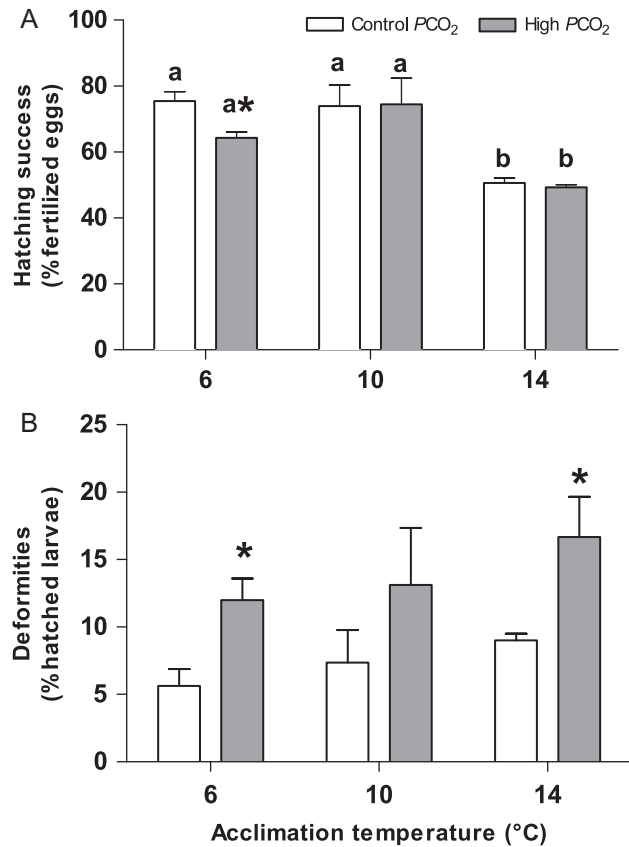 A
Control PCO₂ High PCO₂
Hatching success
(% fertilized eggs)
100
80
60
40
20
0
a a* a a b b
6 10 14
B
Deformities
(% hatched larvae)
25
20
15
10
5
0
* *
6 10 14
Acclimation temperature (°C)